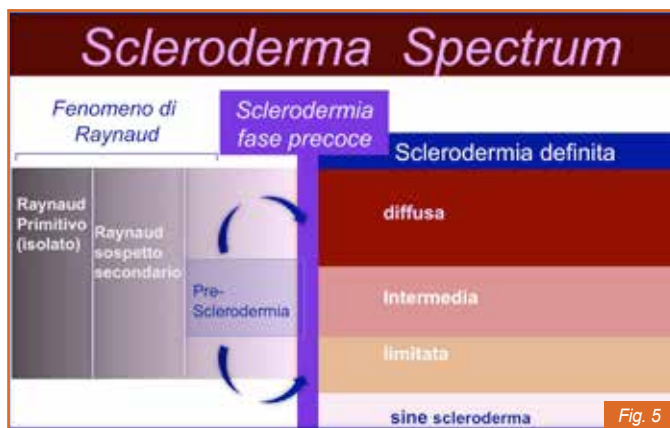 Scleroderma Spectrum
Fenomeno di
Raynaud
Sclerodermia
fase precoce
Sclerodermia definita
Raynaud
Primitivo
(isolato)
Raynaud
sospetto
secondario
Pre-
Sclerodermia
diffusa
Intermedia
limitata
sine scleroderma
Fig. 5